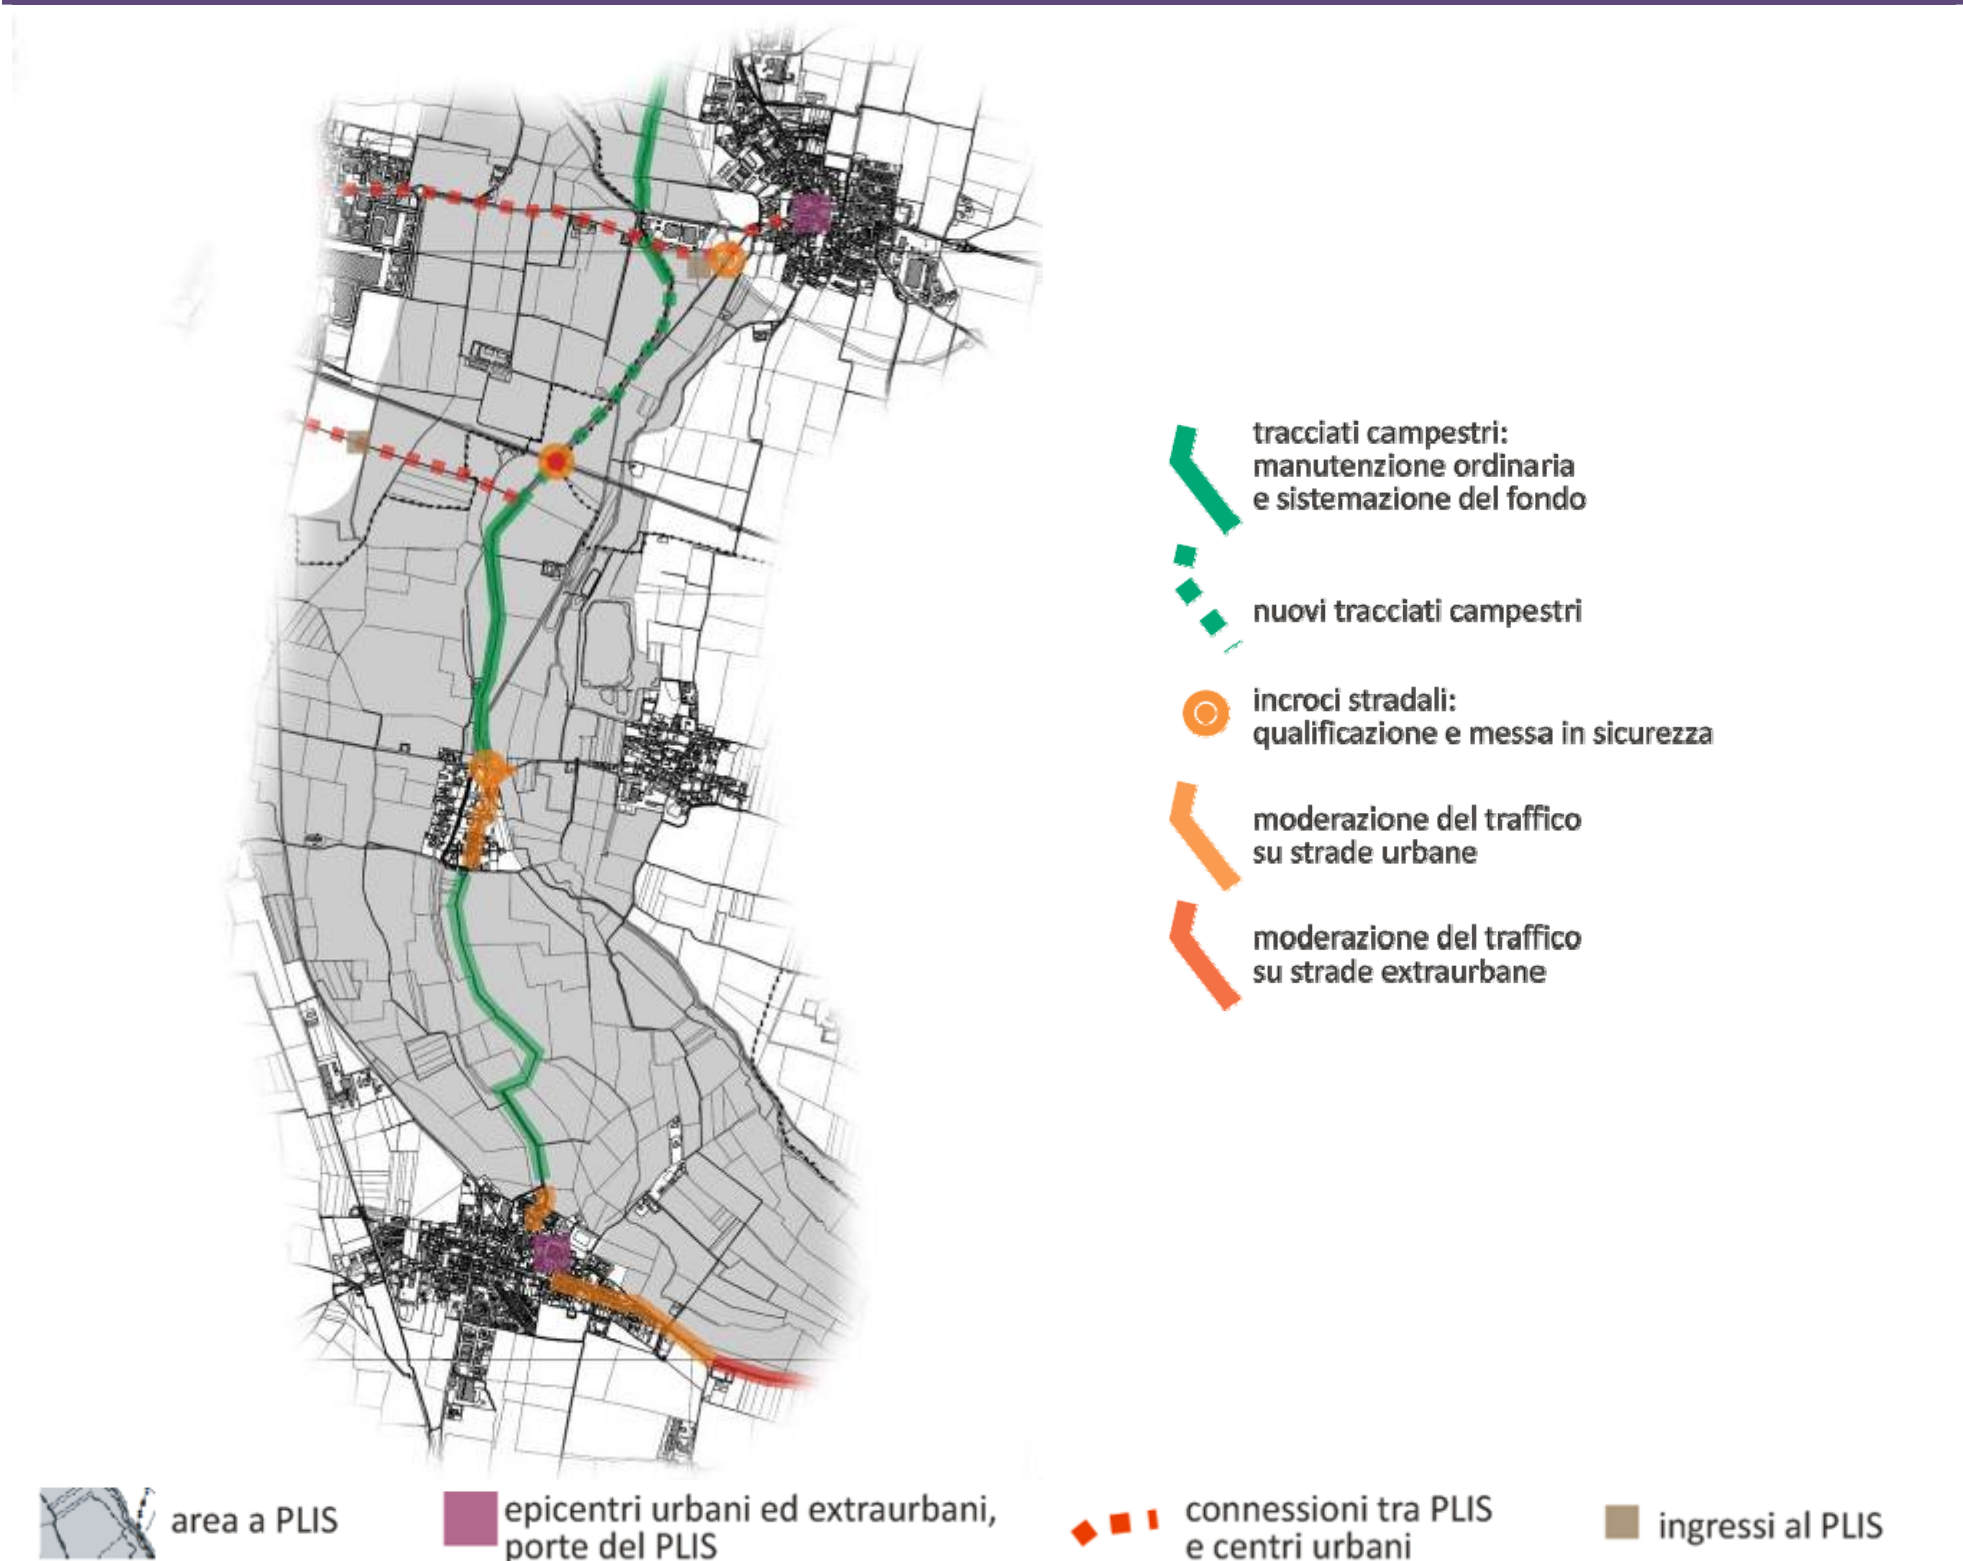 tracciati campestri:
manutenzione ordinaria
e sistemazione del fondo
nuovi tracciati campestri
incroci stradali:
qualificazione e messa in sicurezza
moderazione del traffico
su strade urbane
moderazione del traffico
su strade extraurbane
area a PLIS
epicentri urbani ed extraurbani,
porte del PLIS
connessioni tra PLIS
e centri urbani
ingressi al PLIS